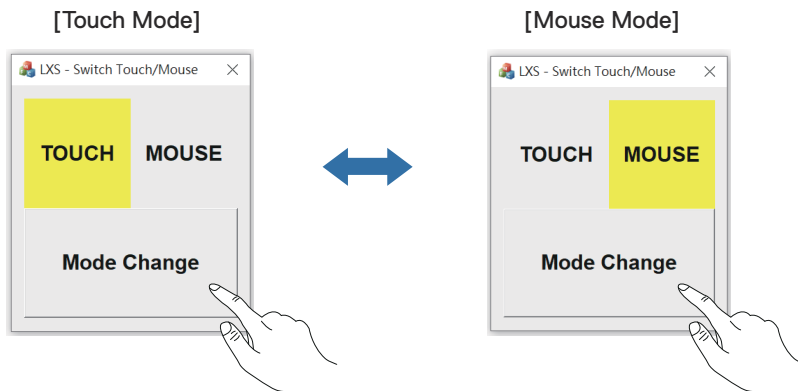 [Touch Mode]
[Mouse Mode]
LXS - Switch Touch/Mouse
TOUCH MOUSE
Mode Change
LXS - Switch Touch/Mouse
TOUCH MOUSE
Mode Change